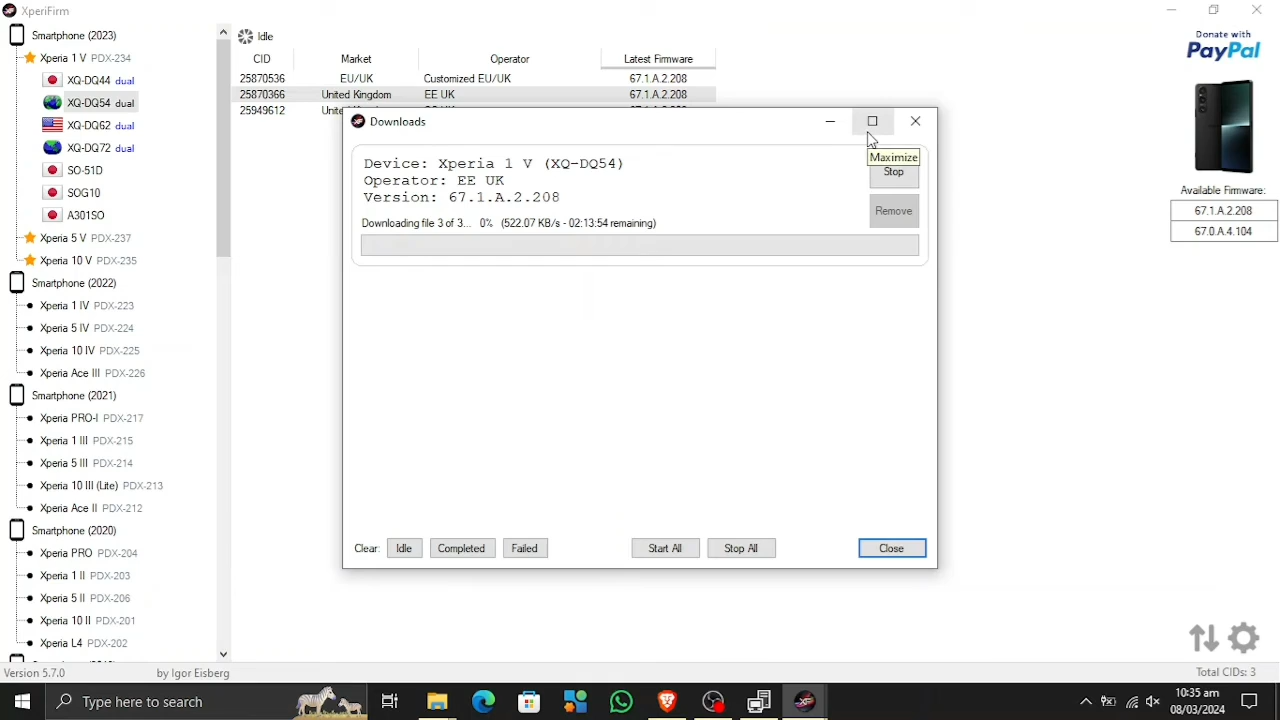 XperiFirm
Smartphone (2023)
Xperia 1 V PDX-234
XQ-DQ44 dual
XQ-DQ54 dual
XQ-DQ62 dual
XQ-DQ72 dual
SO-51D
SOG10
A301SO
Xperia 5 V PDX-237
Xperia 10 V PDX-235
Smartphone (2022)
Xperia 1 IV PDX-223
Xperia 5 IV PDX-224
Xperia 10 IV PDX-225
Xperia Ace III PDX-226
Smartphone (2021)
Xperia PRO-I PDX-217
Xperia 1 III PDX-215
Xperia 5 III PDX-214
Xperia 10 III (Lite) PDX-213
Xperia Ace II PDX-212
Smartphone (2020)
Xperia PRO PDX-204
Xperia 1 II PDX-203
Xperia 5 II PDX-206
Xperia 10 II PDX-201
Xperia L4 PDX-202
Idle
CID Market Operator Latest Firmware
25870536 EU/UK Customized EU/UK 67.1.A.2.208
25870366 United Kingdom EE UK 67.1.A.2.208
25949612
Downloads
Maximize
Device: Xperia 1 V (XQ-DQ54)
Operator: EE UK
Version: 67.1.A.2.208
Stop
Remove
Downloading file 3 of 3... 0% (522.07 KB/s - 02:13:54 remaining)
Clear: Idle Completed Failed Start All Stop All Close
Donate with
PayPal
Available Firmware:
67.1.A.2.208
67.0.A.4.104
Version 5.7.0 by Igor Eisberg Total CIDs: 3
Type here to search
10:35 am
08/03/2024